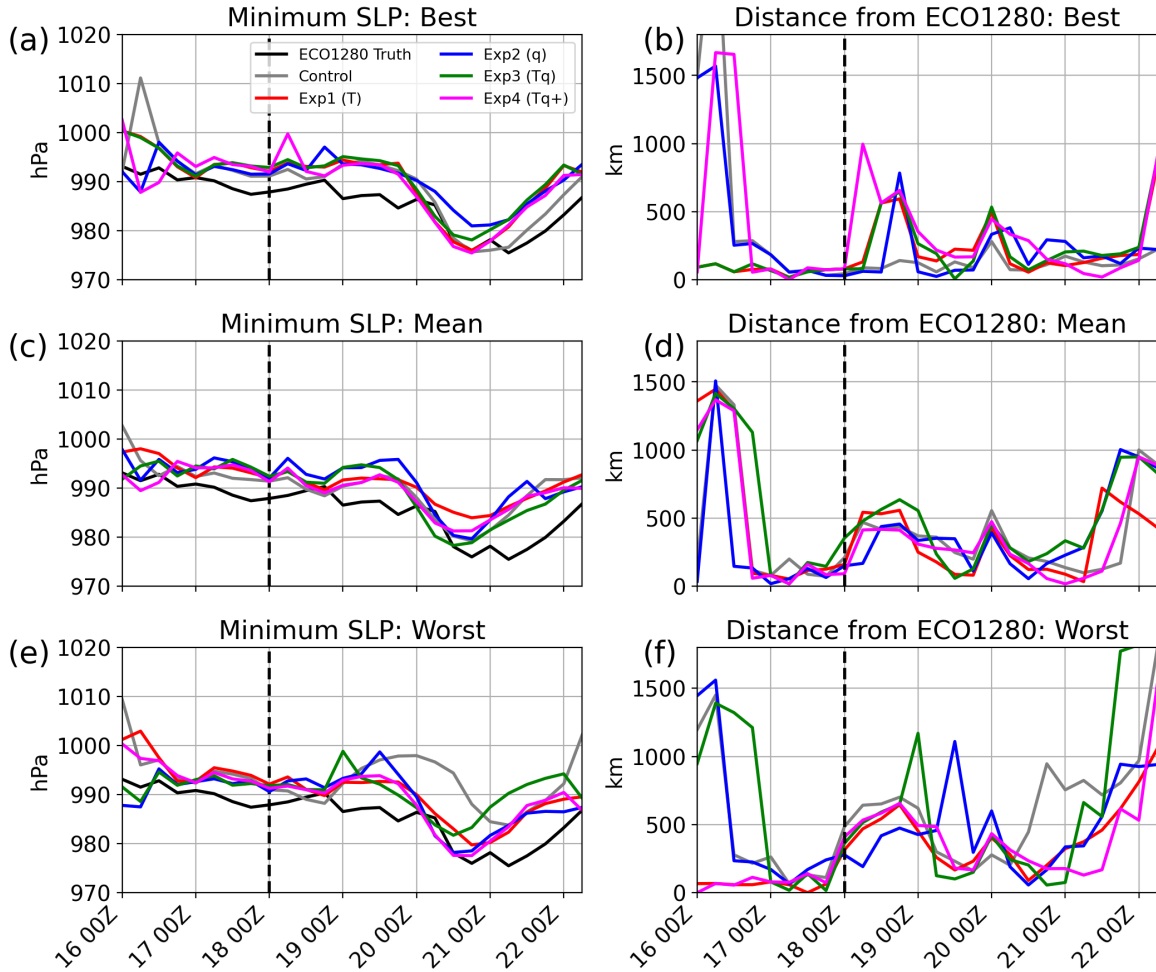 Minimum SLP: Best
Distance from ECO1280: Best
(a)
1020
1010
1000
990
980
970
hPa
ECO1280 Truth
Control
Exp1 (T)
Exp2 (q)
Exp3 (Tq)
Exp4 (Tq+)
(b)
1500
1000
500
0
km
Minimum SLP: Mean
Distance from ECO1280: Mean
(c)
1020
1010
1000
990
980
970
hPa
(d)
1500
1000
500
0
km
Minimum SLP: Worst
Distance from ECO1280: Worst
(e)
1020
1010
1000
990
980
970
hPa
(f)
1500
1000
500
0
km
16 00Z
17 00Z
18 00Z
19 00Z
20 00Z
21 00Z
22 00Z
16 00Z
17 00Z
18 00Z
19 00Z
20 00Z
21 00Z
22 00Z